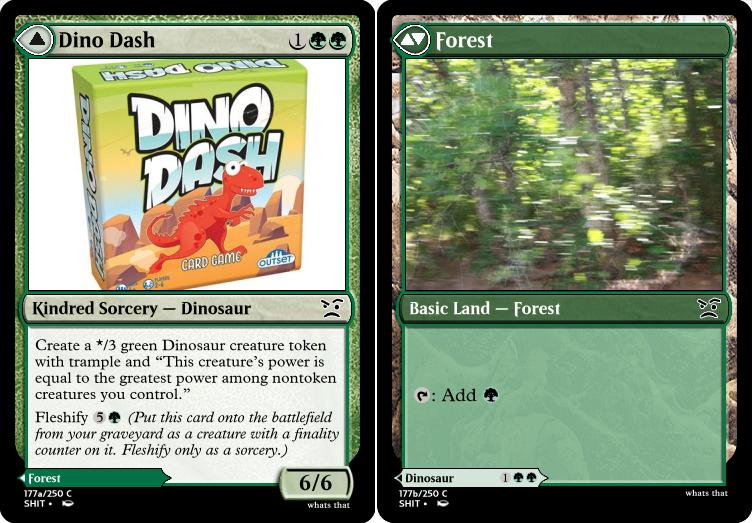 Dino Dash 1
DINO DASH
DINO DASH
DINO
DASH
CARD GAME
OUTSET
Kindred Sorcery — Dinosaur
Create a */3 green Dinosaur creature token
with trample and “This creature's power is
equal to the greatest power among nontoken
creatures you control.”
Fleshify 5 (Put this card onto the battlefield
from your graveyard as a creature with a finality
counter on it. Fleshify only as a sorcery.)
Forest
6/6
177a/250 C
SHIT •
whats that
Forest
Basic Land — Forest
: Add
Dinosaur 1
177b/250 C
SHIT •
whats that